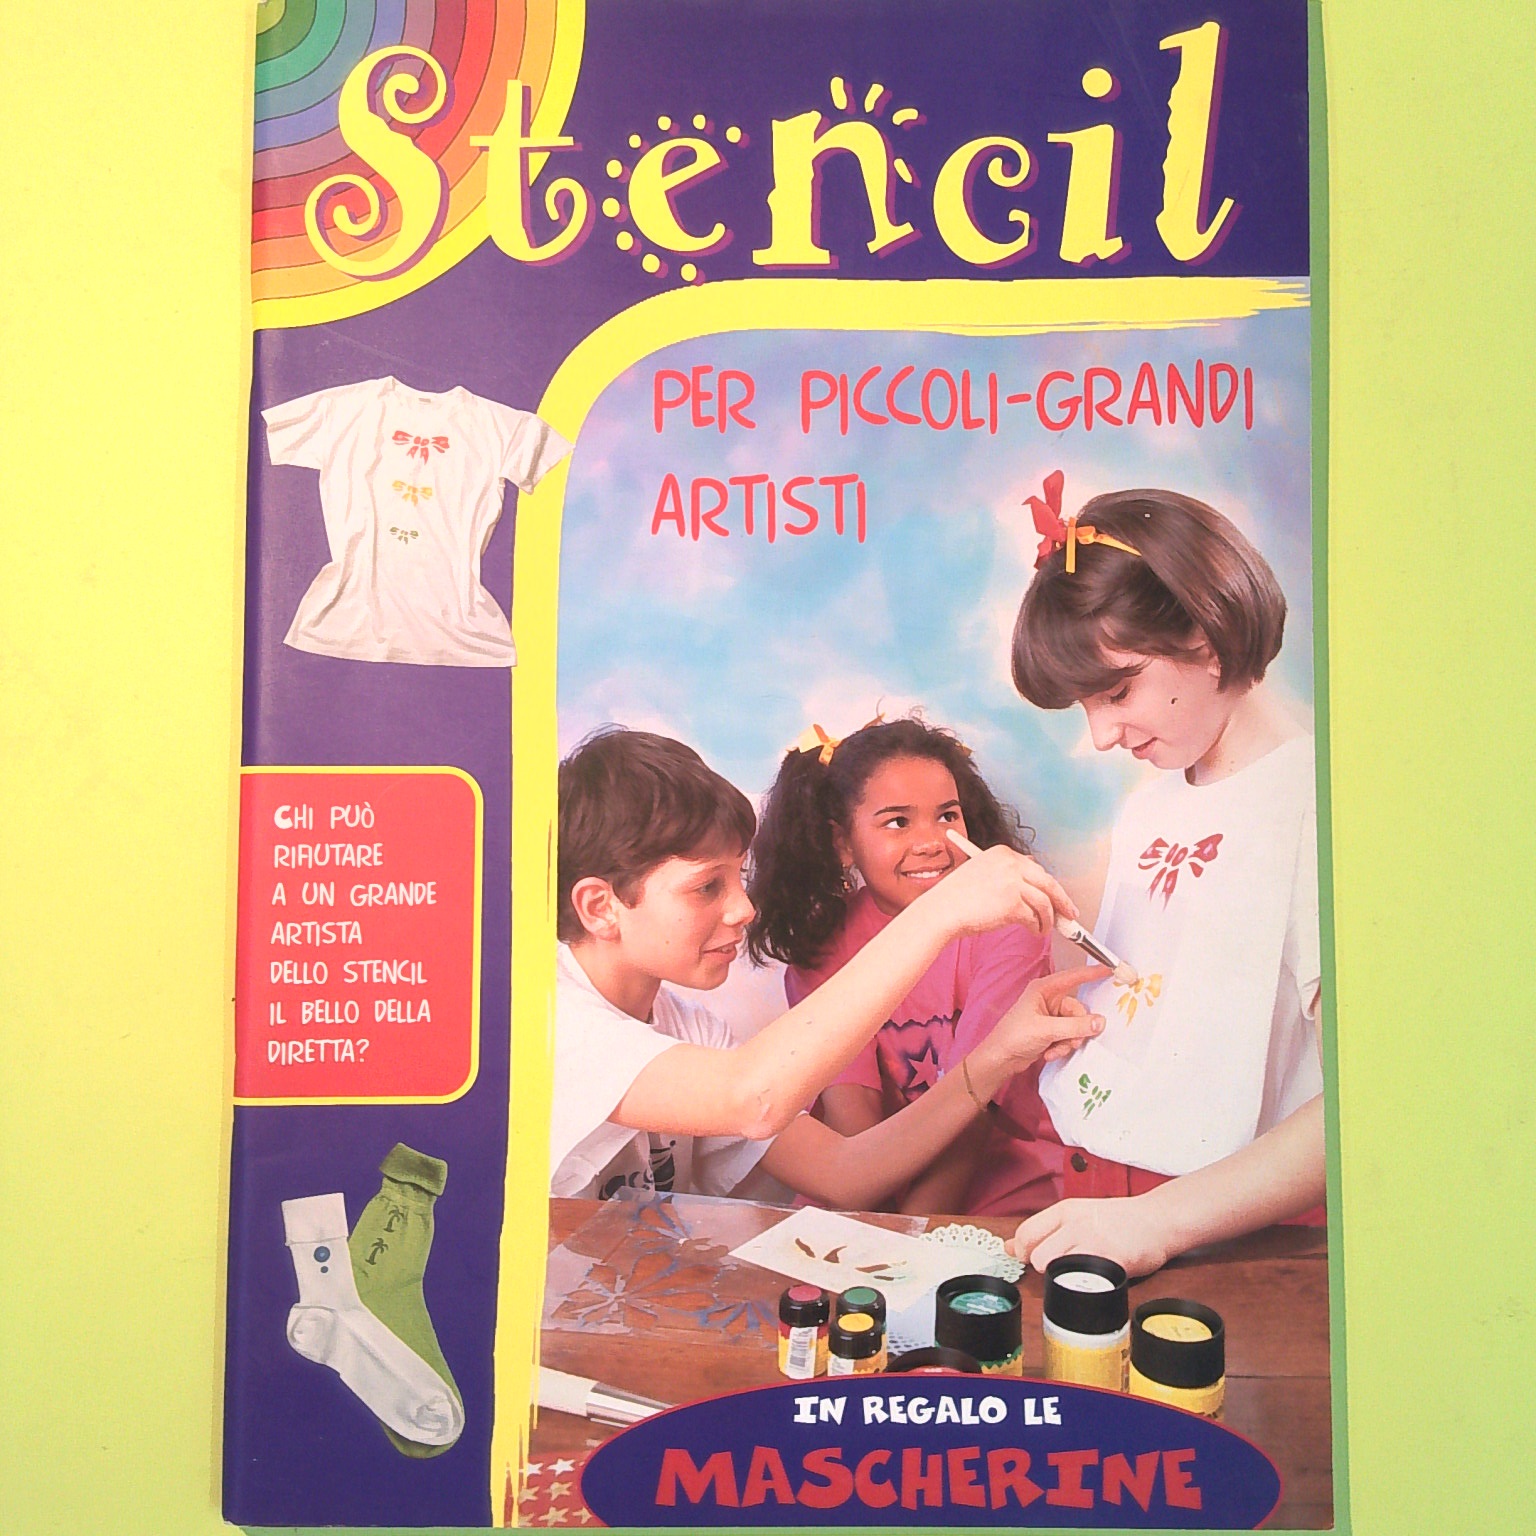 Stencil
PER PICCOLI-GRANDI
ARTISTI
CHI PUÒ
RIFIUTARE
A UN GRANDE
ARTISTA
DELLO STENCIL
IL BELLO DELLA
DIRETTA?
IN REGALO LE
MASCHERINE